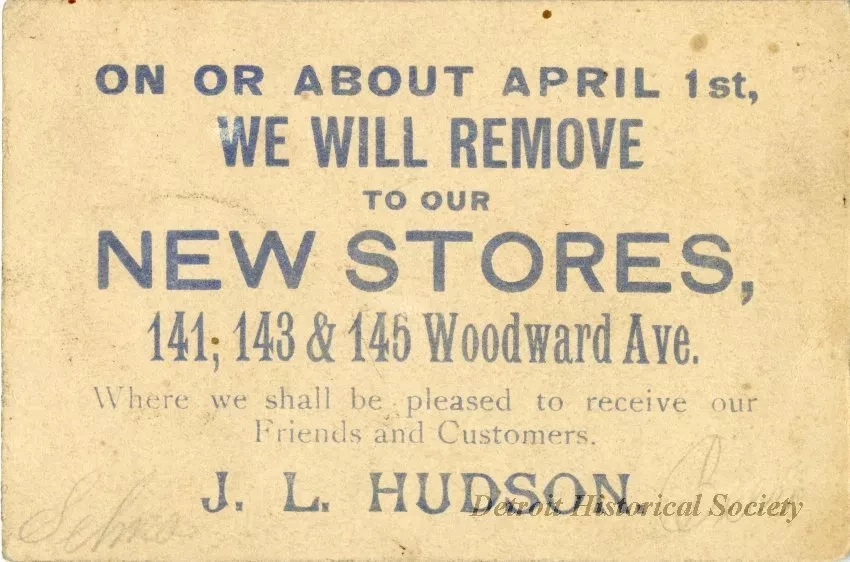 ON OR ABOUT APRIL 1st,
WE WILL REMOVE
TO OUR
NEW STORES,
141, 143 & 145 Woodward Ave.
Where we shall be pleased to receive our
Friends and Customers.
J. L. HUDSON.
Detroit Historical Society